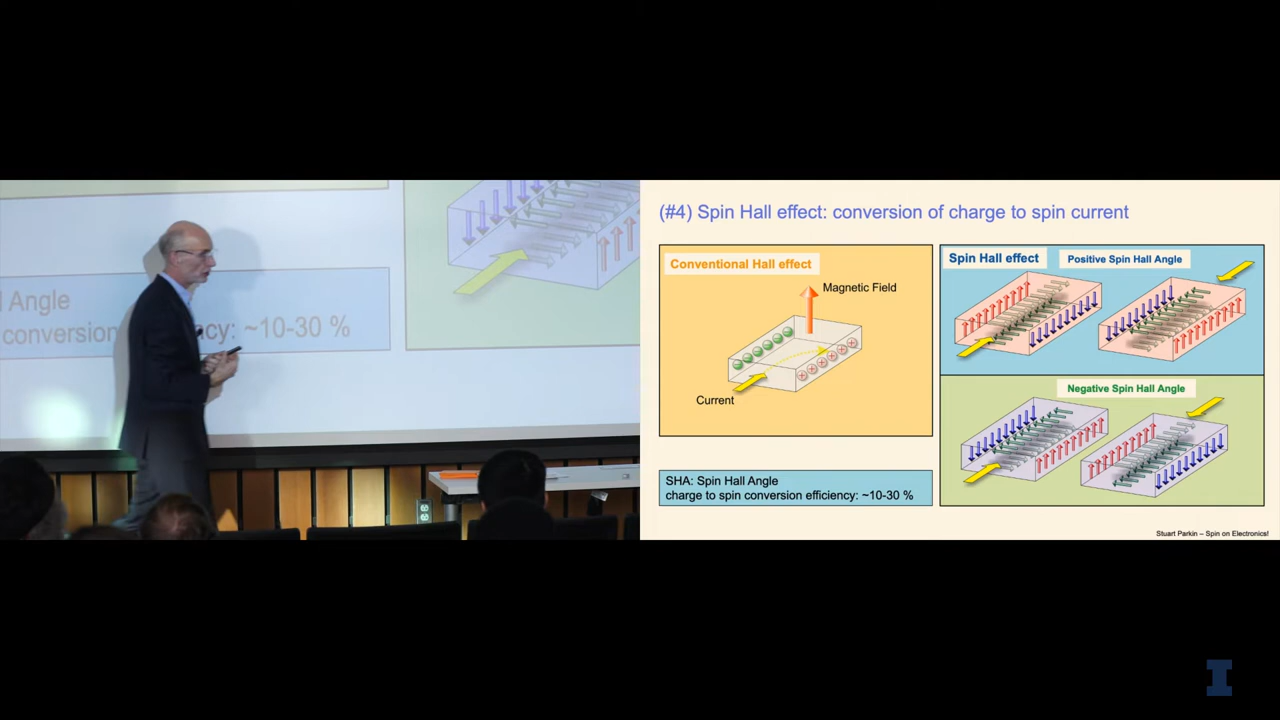 l Angle
conversion efficiency: ~10-30 %
(#4) Spin Hall effect: conversion of charge to spin current
Conventional Hall effect
Magnetic Field
Current
SHA: Spin Hall Angle
charge to spin conversion efficiency: ~10-30 %
Spin Hall effect
Positive Spin Hall Angle
Negative Spin Hall Angle
Stuart Parkin – Spin on Electronics!
I